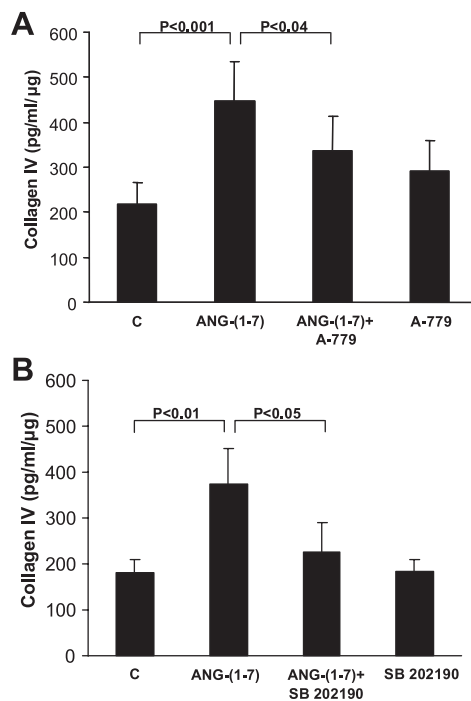 A
P<0.001
P<0.04
Collagen IV (pg/ml/µg)
600
500
400
300
200
100
0
C
ANG-(1-7)
ANG-(1-7)+
A-779
A-779
B
P<0.01
P<0.05
Collagen IV (pg/ml/µg)
600
500
400
300
200
100
0
C
ANG-(1-7)
ANG-(1-7)+
SB 202190
SB 202190